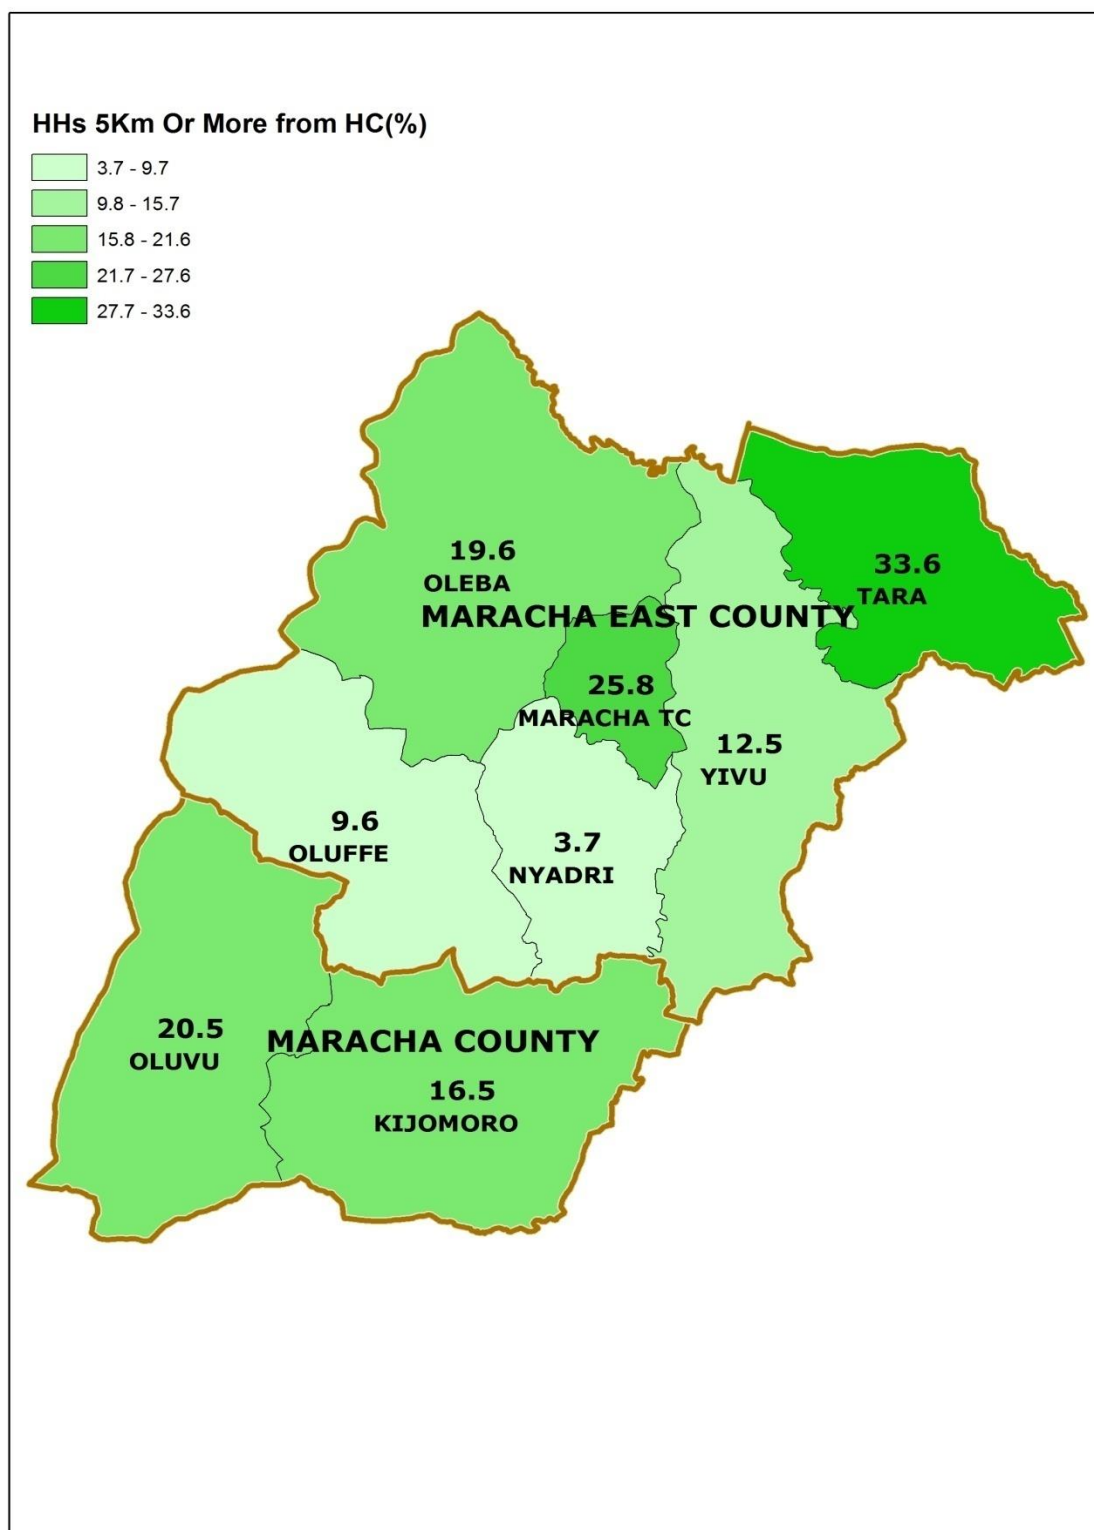 HHs 5Km Or More from HC(%)
3.7 - 9.7
9.8 - 15.7
15.8 - 21.6
21.7 - 27.6
27.7 - 33.6
19.6
OLEBA
33.6
TARA
MARACHA EAST COUNTY
25.8
MARACHA TC
12.5
YIVU
9.6
OLUFFE
3.7
NYADRI
20.5
OLUVU
MARACHA COUNTY
16.5
KIJOMORO